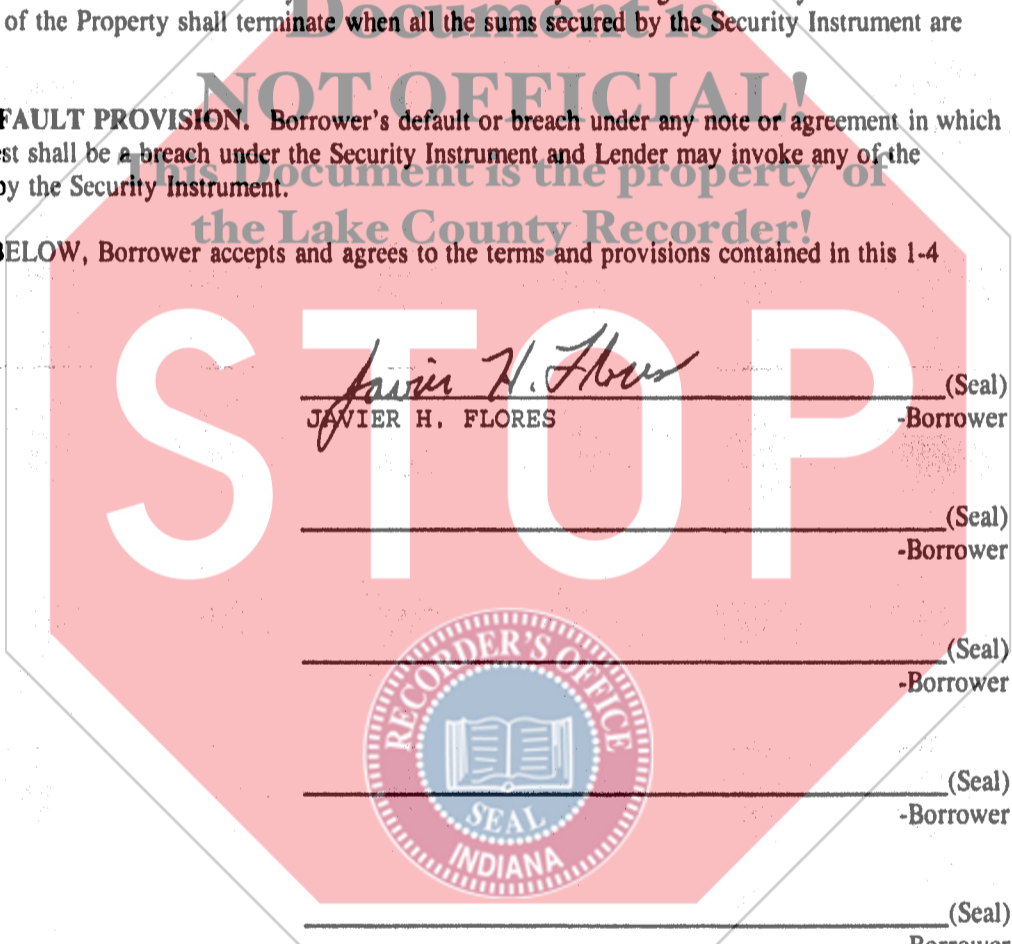 Document is
of the Property shall terminate when all the sums secured by the Security Instrument are
NOT OFFICIAL!
FAULT PROVISION. Borrower's default or breach under any note or agreement in which
st shall be a breach under the Security Instrument and Lender may invoke any of the
This Document is the property of
by the Security Instrument.
the Lake County Recorder!
BELOW, Borrower accepts and agrees to the terms and provisions contained in this 1-4
STOP
Javier H. Flores
(Seal)
JAVIER H. FLORES
-Borrower
(Seal)
-Borrower
(Seal)
-Borrower
RECORDER'S OFFICE
SEAL
INDIANA
(Seal)
-Borrower
(Seal)